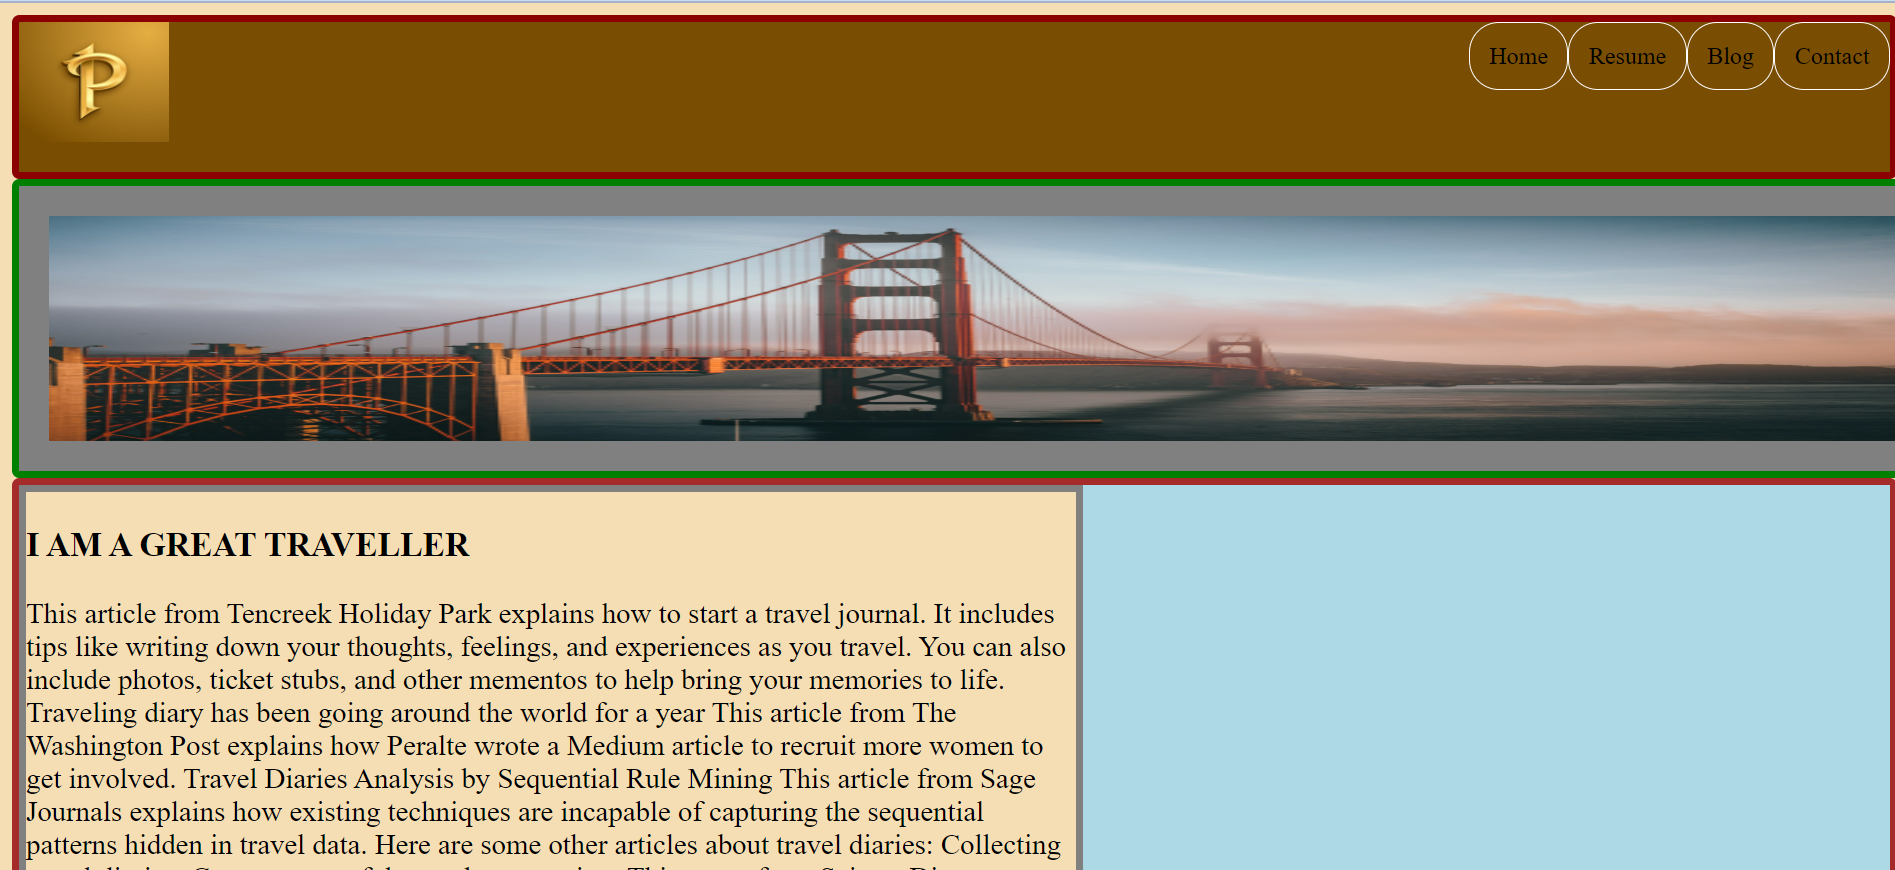 P
Home Resume Blog Contact
I AM A GREAT TRAVELLER
This article from Tencreek Holiday Park explains how to start a travel journal. It includes
tips like writing down your thoughts, feelings, and experiences as you travel. You can also
include photos, ticket stubs, and other mementos to help bring your memories to life.
Traveling diary has been going around the world for a year This article from The
Washington Post explains how Peralte wrote a Medium article to recruit more women to
get involved. Travel Diaries Analysis by Sequential Rule Mining This article from Sage
Journals explains how existing techniques are incapable of capturing the sequential
patterns hidden in travel data. Here are some other articles about travel diaries: Collecting